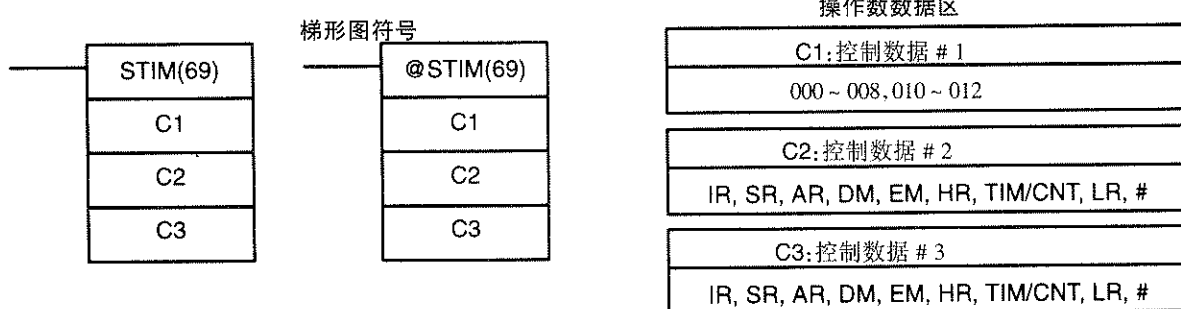 梯形图符号
STIM(69)
C1
C2
C3
@STIM(69)
C1
C2
C3
操作数数据区
C1:控制数据 # 1
000 ~ 008,010 ~ 012
C2:控制数据 # 2
IR, SR, AR, DM, EM, HR, TIM/CNT, LR, #
C3:控制数据 # 3
IR, SR, AR, DM, EM, HR, TIM/CNT, LR, #